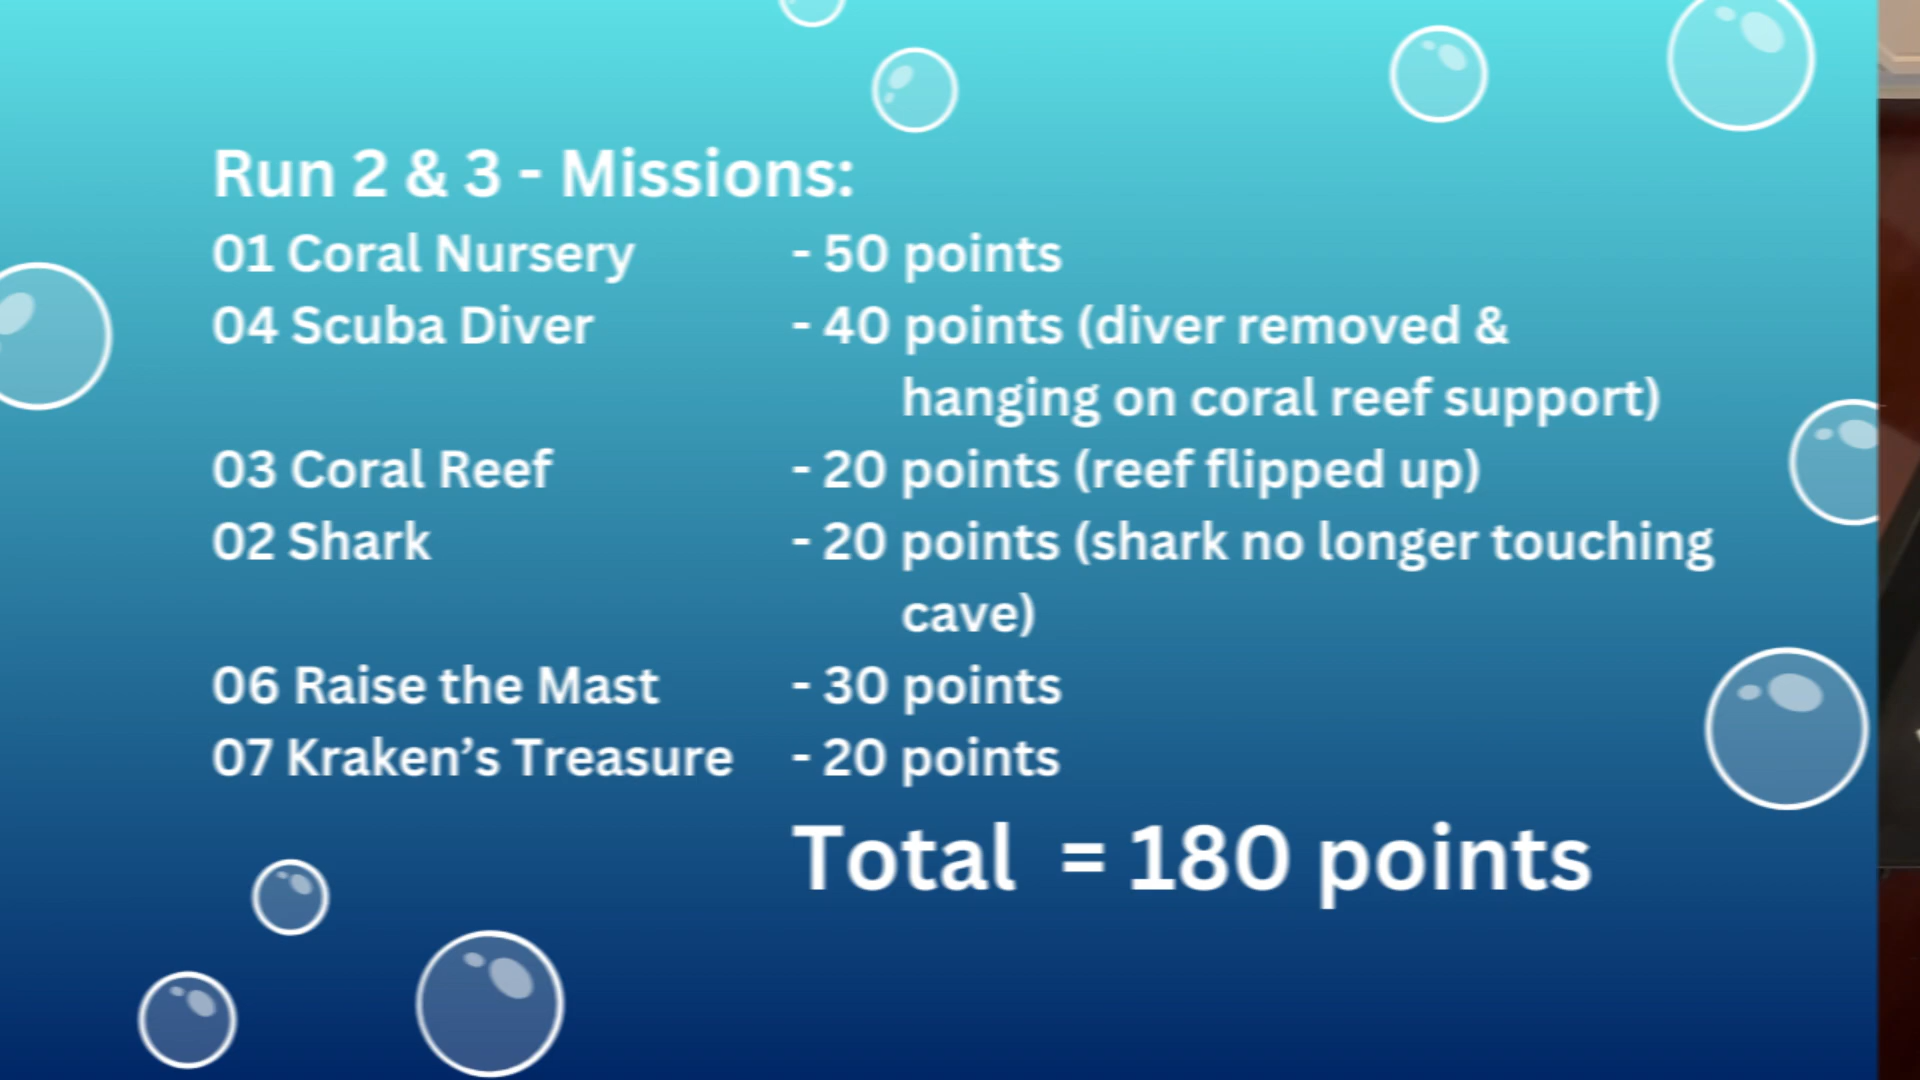 Run 2 & 3 - Missions:
01 Coral Nursery - 50 points
04 Scuba Diver - 40 points (diver removed &
hanging on coral reef support)
03 Coral Reef - 20 points (reef flipped up)
02 Shark - 20 points (shark no longer touching
cave)
06 Raise the Mast - 30 points
07 Kraken’s Treasure - 20 points
Total = 180 points